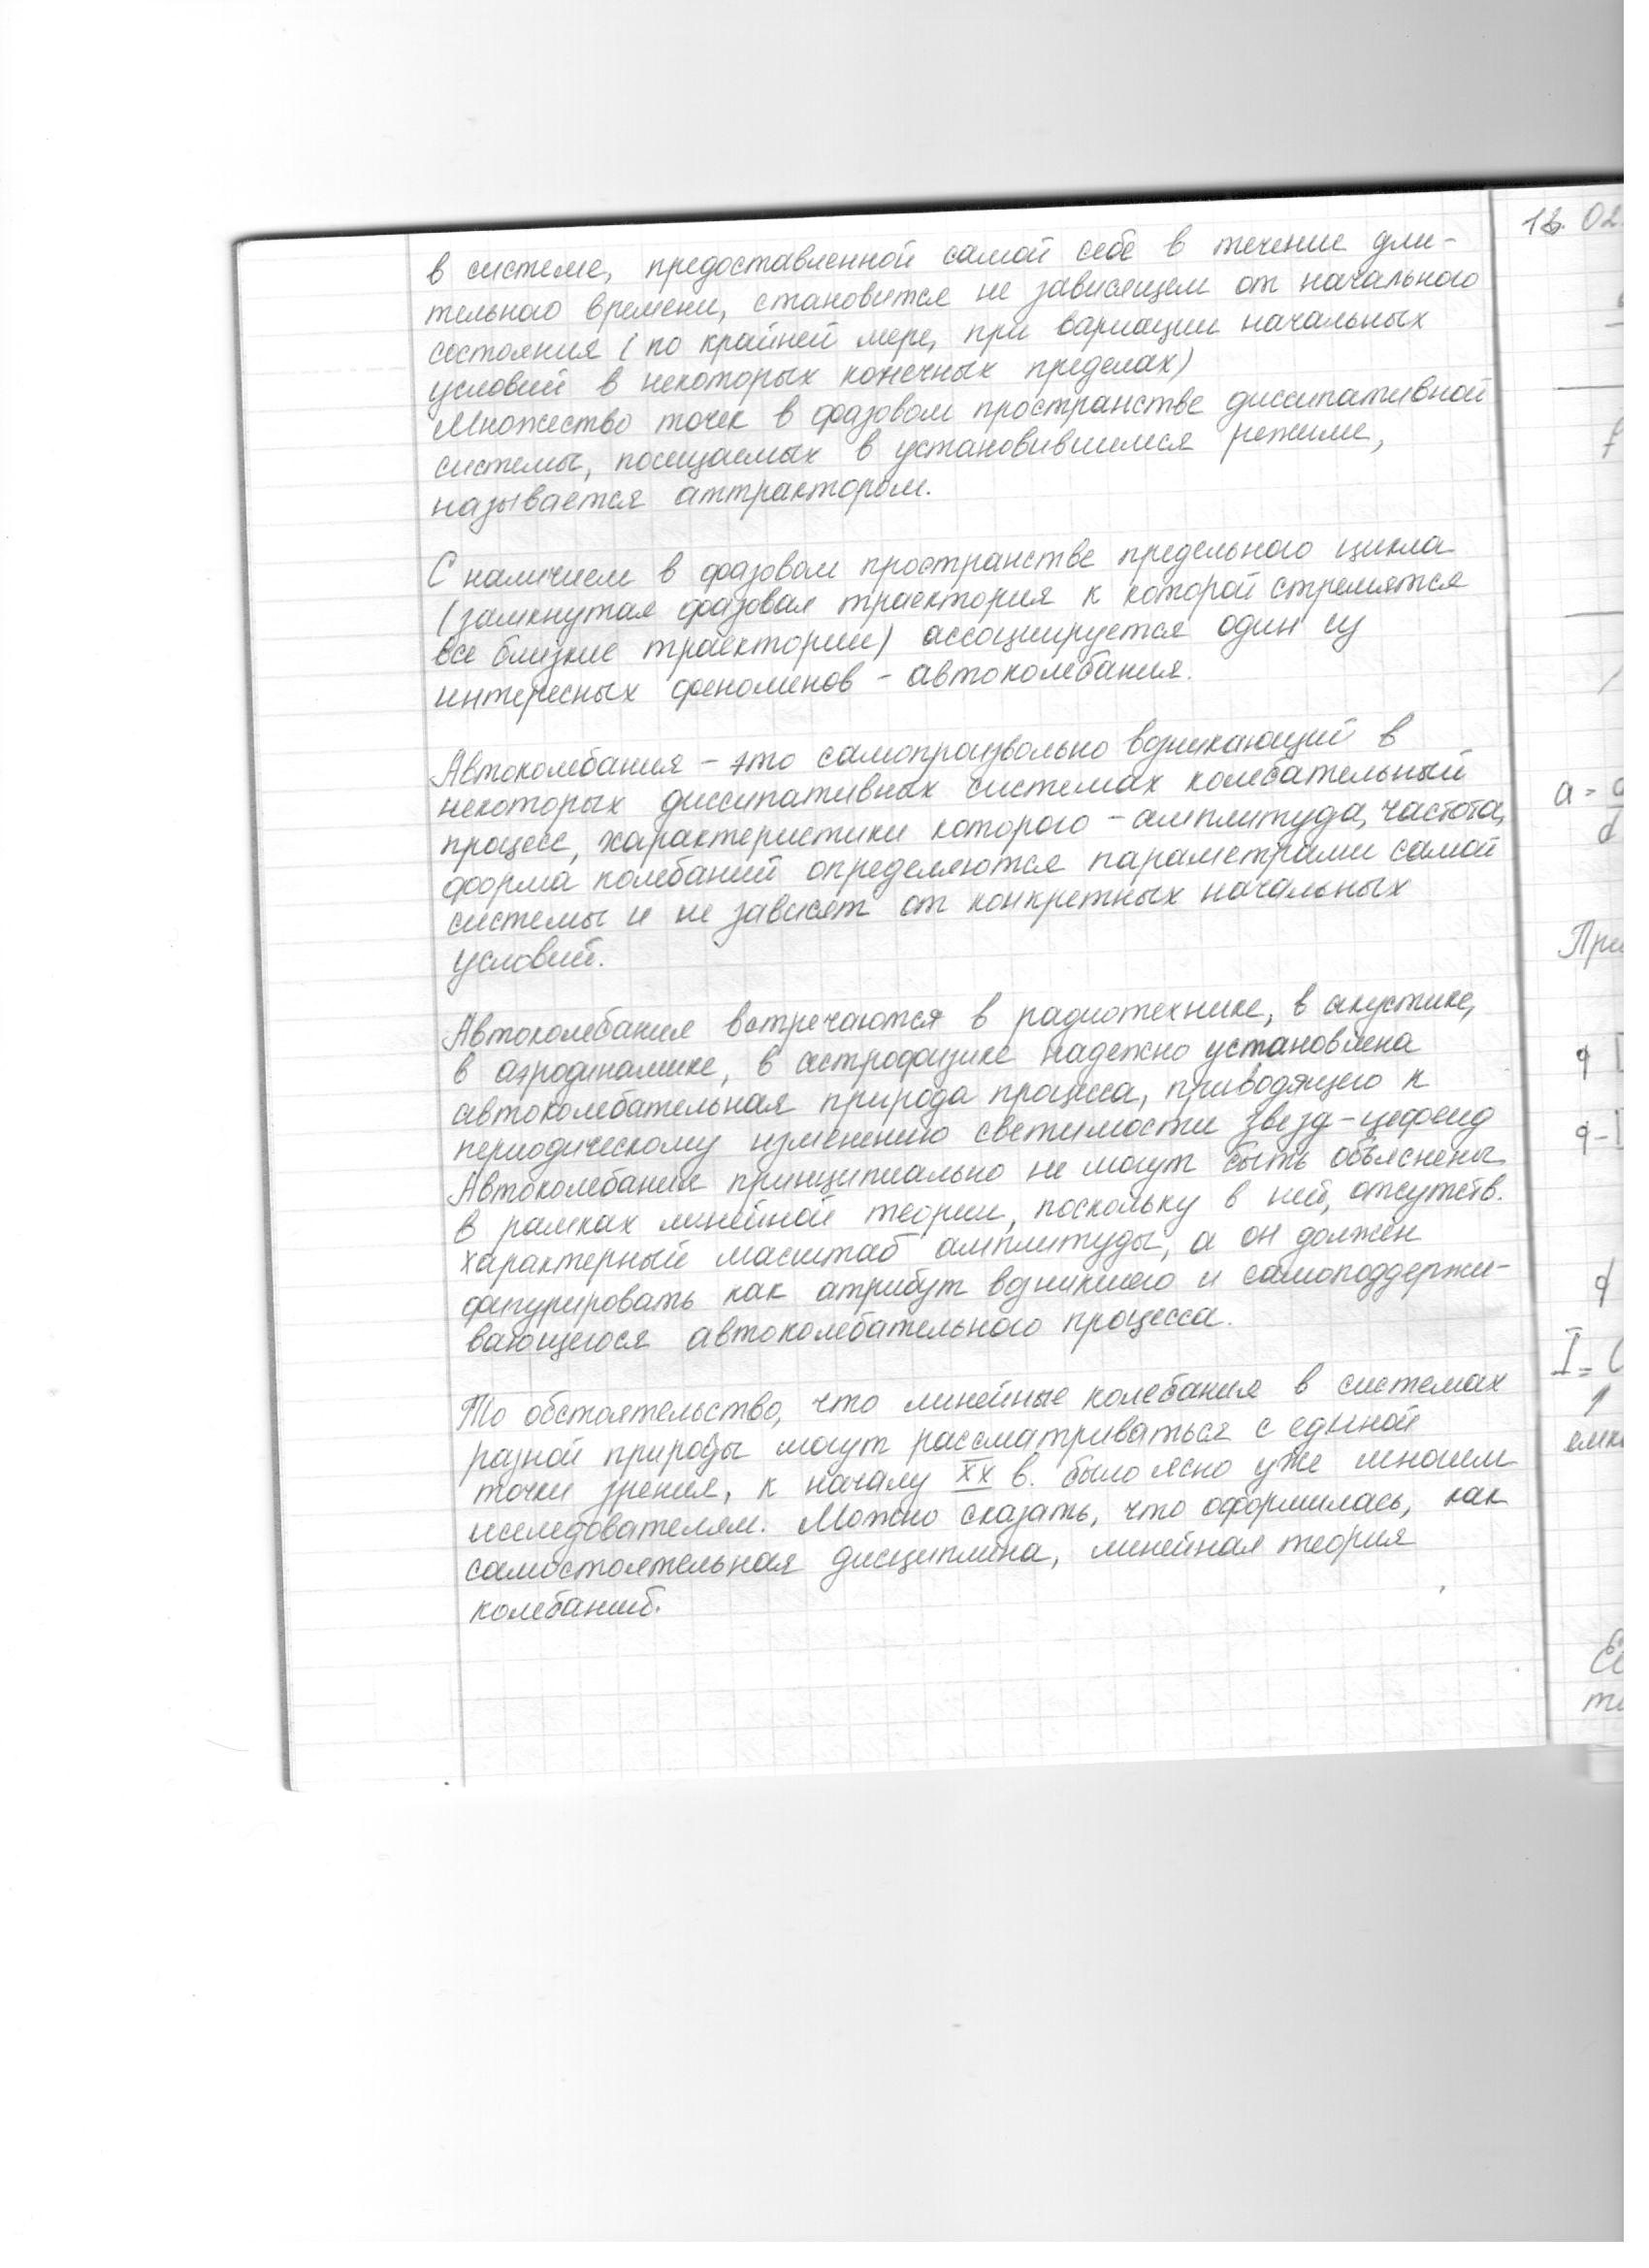 в системе, предоставленной самой себе в течение дли-
тельного времени, становится не зависящем от начального
состояния (по крайней мере, при вариации начальных
условий в некоторых конечных пределах)
Множество точек в фазовом пространстве диссипативной
системы, посещаемых в установившемся режиме,
называется аттрактором.
С наличием в фазовом пространстве предельного цикла
(замкнутая фазовая траектория к которой стремятся
все близкие траектории) ассоциируется один из
интересных феноменов - автоколебания.
Автоколебания - это самопроизвольно возникающий в
некоторых диссипативных системах колебательный
процесс, характеристики которого - амплитуда, частота,
форма колебаний определяются параметрами самой
системы и не зависят от конкретных начальных
условий.
Автоколебания встречаются в радиотехнике, в акустике,
в аэродинамике, в астрофизике надежно установлена
автоколебательная природа процесса, приводящего к
периодическому изменению светимости звезд-цефеид
Автоколебания принципиально не могут быть объяснены
в рамках линейной теории, поскольку в ней, отсутств.
характерный масштаб амплитуды, а он должен
фигурировать как атрибут возникшего и самоподдержи-
вающегося автоколебательного процесса.
То обстоятельство, что линейные колебания в системах
разной природы могут рассматриваться с единой
точки зрения, к началу XX в. было ясно уже многим
исследователям. Можно сказать, что оформилась, как
самостоятельная дисциплина, линейная теория
колебаний.
02
a =
При
I =